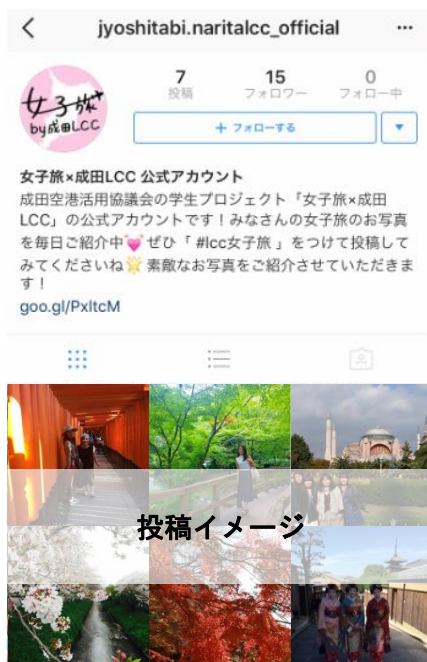 jyoshitabi.naritalcc_official
7
15
0
投稿
フォロワー
フォロー中
女子旅
by成田LCC
+ フォローする
女子旅×成田LCC 公式アカウント
成田空港活用協議会の学生プロジェクト「女子旅×成田
LCC」の公式アカウントです！みなさんの女子旅のお写真
を毎日ご紹介中💓ぜひ「 #lcc女子旅 」をつけて投稿して
みてくださいね🌟 素敵なお写真をご紹介させていただきま
す！
goo.gl/PxltcM
投稿イメージ